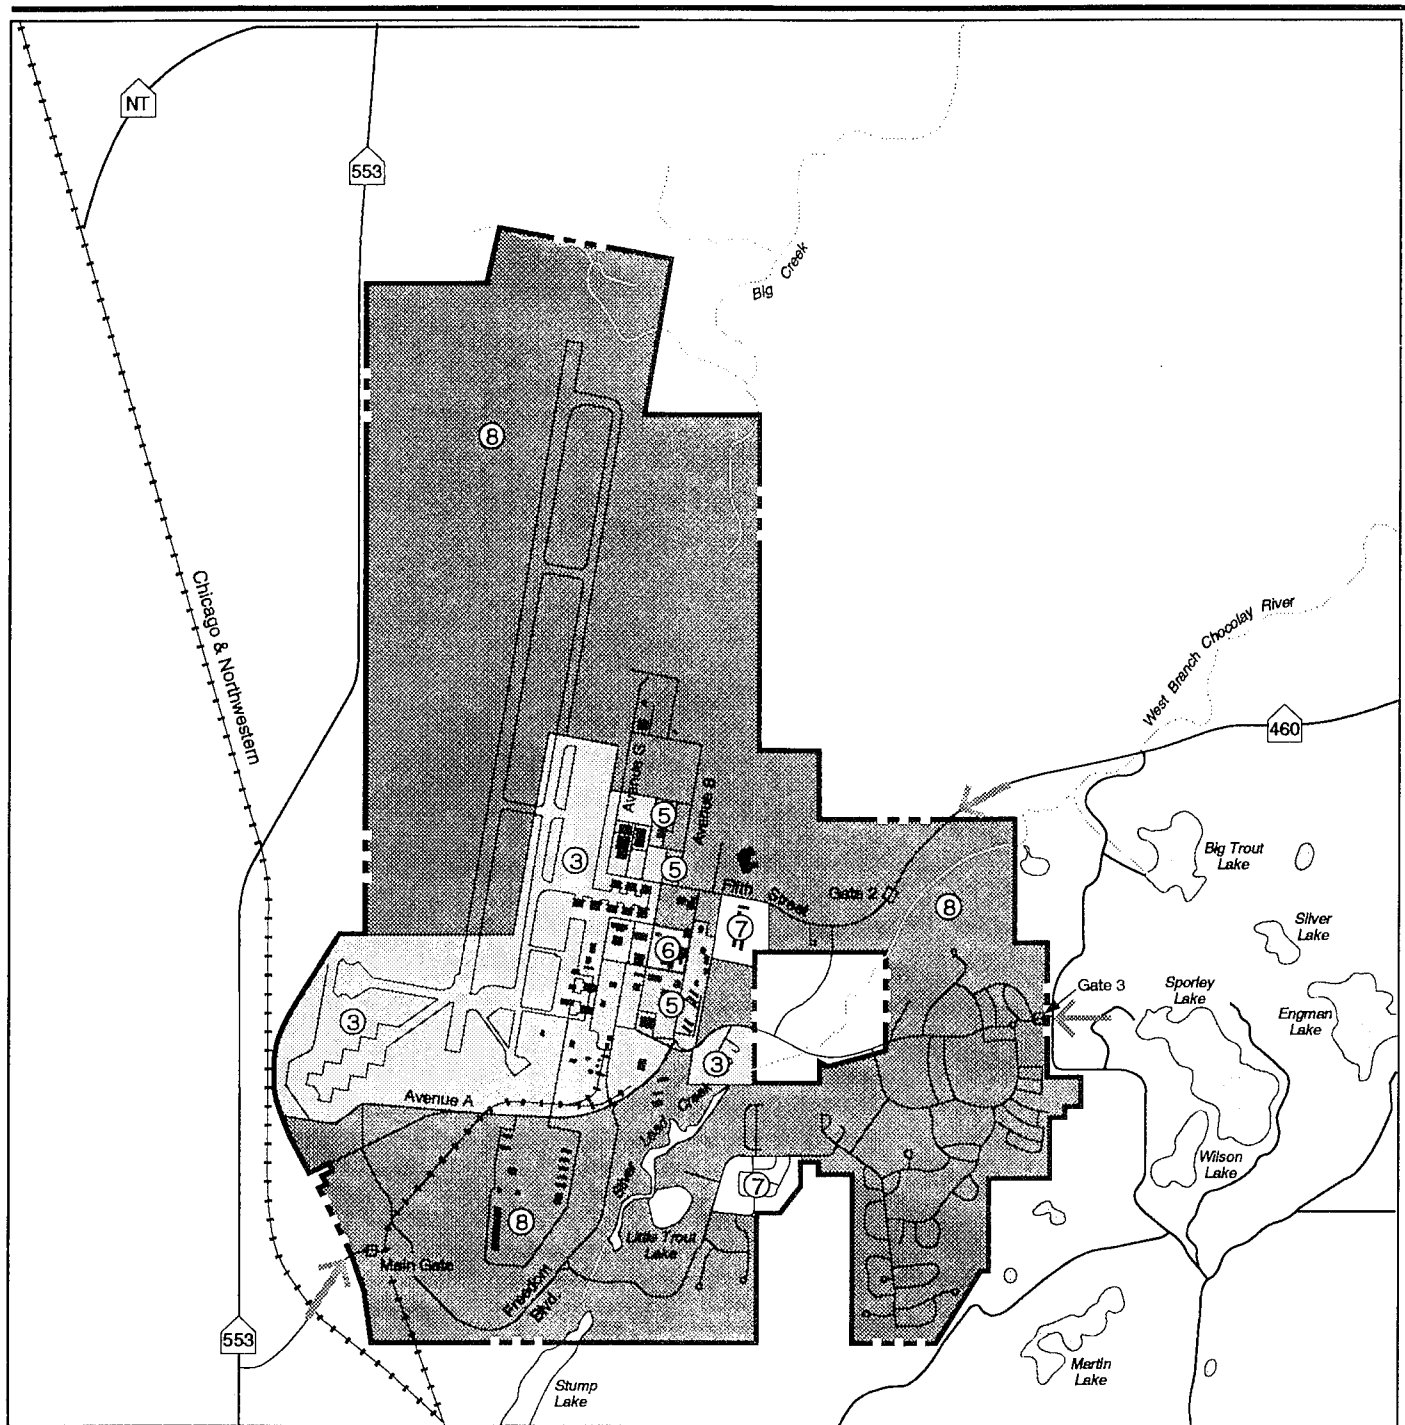 NT
553
Big Creek
8
Chicago & Northwestern
West Branch Chocolay River
460
Avenue G
Avenue B
5
3
5
Big Trout
Lake
Fifth Street
Gate 2
8
7
Silver
Lake
6
5
Gate 3
Sporley
Lake
Engman
Lake
3
3
Avenue A
Silver Lead Creek
Wilson
Lake
7
8
Little Trout
Lake
Main Gate
Freedom
Blvd.
553
Martin
Lake
Stump
Lake